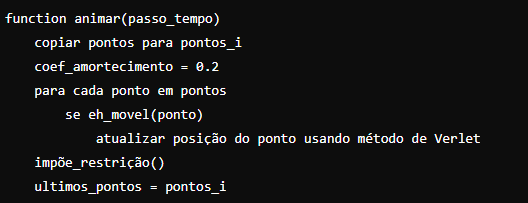 function animar(passo_tempo)
copiar pontos para pontos_i
coef_amortecimento = 0.2
para cada ponto em pontos
se eh_movel(ponto)
atualizar posição do ponto usando método de Verlet
impõe_restrição()
ultimos_pontos = pontos_i